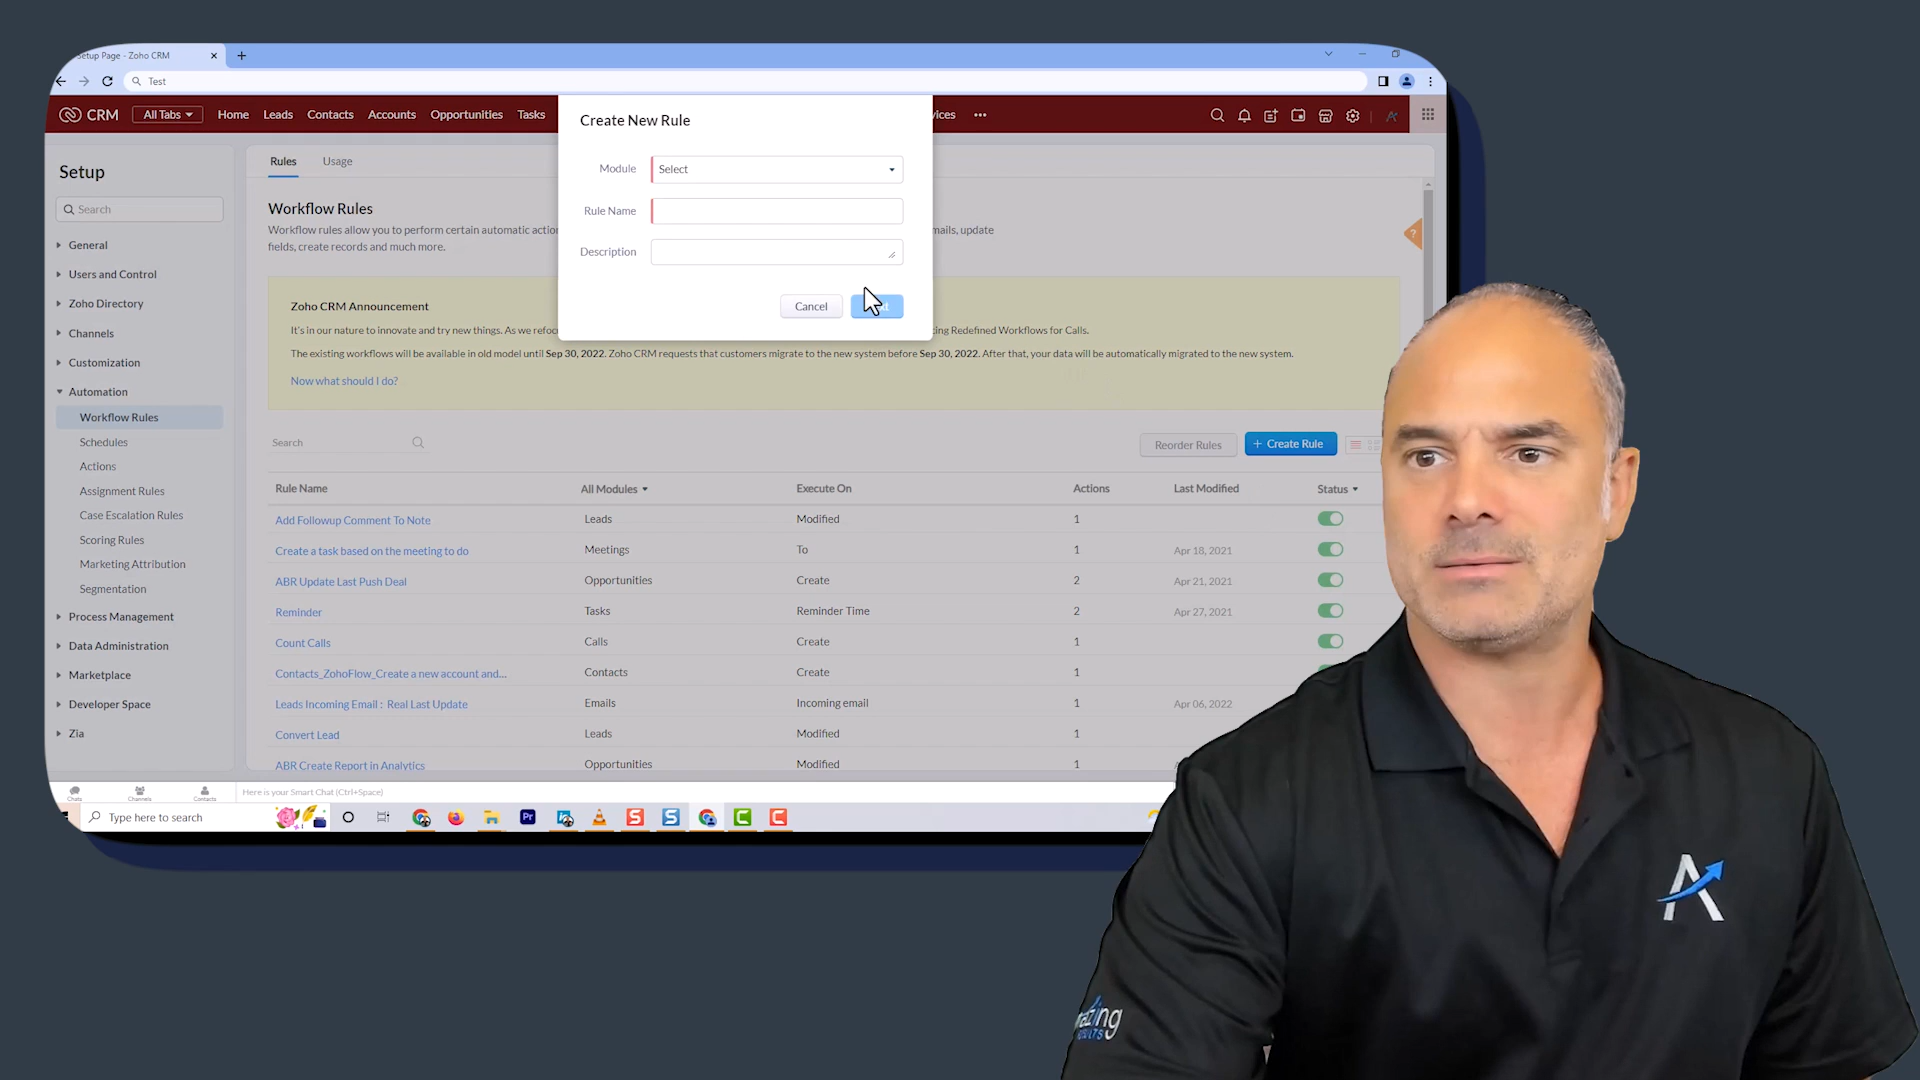 Setup Page - Zoho CRM
Test
CRM
All Tabs
Home
Leads
Contacts
Accounts
Opportunities
Tasks
Create New Rule
Module
Select
Rule Name
Description
Cancel
Setup
Search
General
Users and Control
Zoho Directory
Channels
Customization
Automation
Workflow Rules
Schedules
Actions
Assignment Rules
Case Escalation Rules
Scoring Rules
Marketing Attribution
Segmentation
Process Management
Data Administration
Marketplace
Developer Space
Zia
Rules
Usage
Workflow Rules
Workflow rules allow you to perform certain automatic update
fields, create records and much more.
Zoho CRM Announcement
It's in our nature to innovate and try new things. As we Redefined Workflows for Calls.
The existing workflows will be available in old model until Sep 30, 2022. Zoho CRM requests that customers migrate to the new system before Sep 30, 2022. After that, your data will be automatically migrated to the new system.
Now what should I do?
Search
Reorder Rules
+ Create Rule
Rule Name All Modules Execute On Actions Last Modified Status
Add Followup Comment To Note Leads Modified 1
Create a task based on the meeting to do Meetings To 1 Apr 18, 2021
ABR Update Last Push Deal Opportunities Create 2 Apr 21, 2021
Reminder Tasks Reminder Time 2 Apr 27, 2021
Count Calls Calls Create 1
Contacts_ZohoFlow_Create a new account and... Contacts Create 1
Leads Incoming Email : Real Last Update Emails Incoming email 1 Apr 06, 2022
Convert Lead Leads Modified 1
ABR Create Report in Analytics Opportunities Modified 1
Chats
Channels
Contacts
Here is your Smart Chat (Ctrl+Space)
Type here to search